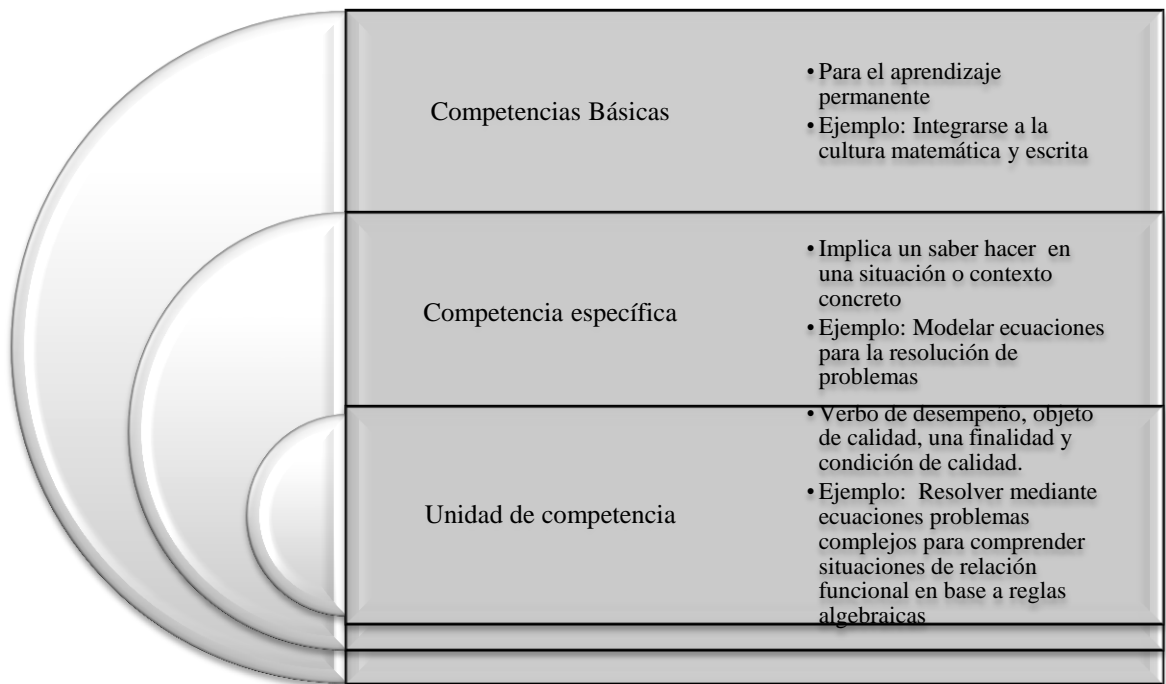 Competencias Básicas
• Para el aprendizaje
permanente
• Ejemplo: Integrarse a la
cultura matemática y escrita
Competencia específica
• Implica un saber hacer en
una situación o contexto
concreto
• Ejemplo: Modelar ecuaciones
para la resolución de
problemas
Unidad de competencia
• Verbo de desempeño, objeto
de calidad, una finalidad y
condición de calidad.
• Ejemplo: Resolver mediante
ecuaciones problemas
complejos para comprender
situaciones de relación
funcional en base a reglas
algebraicas